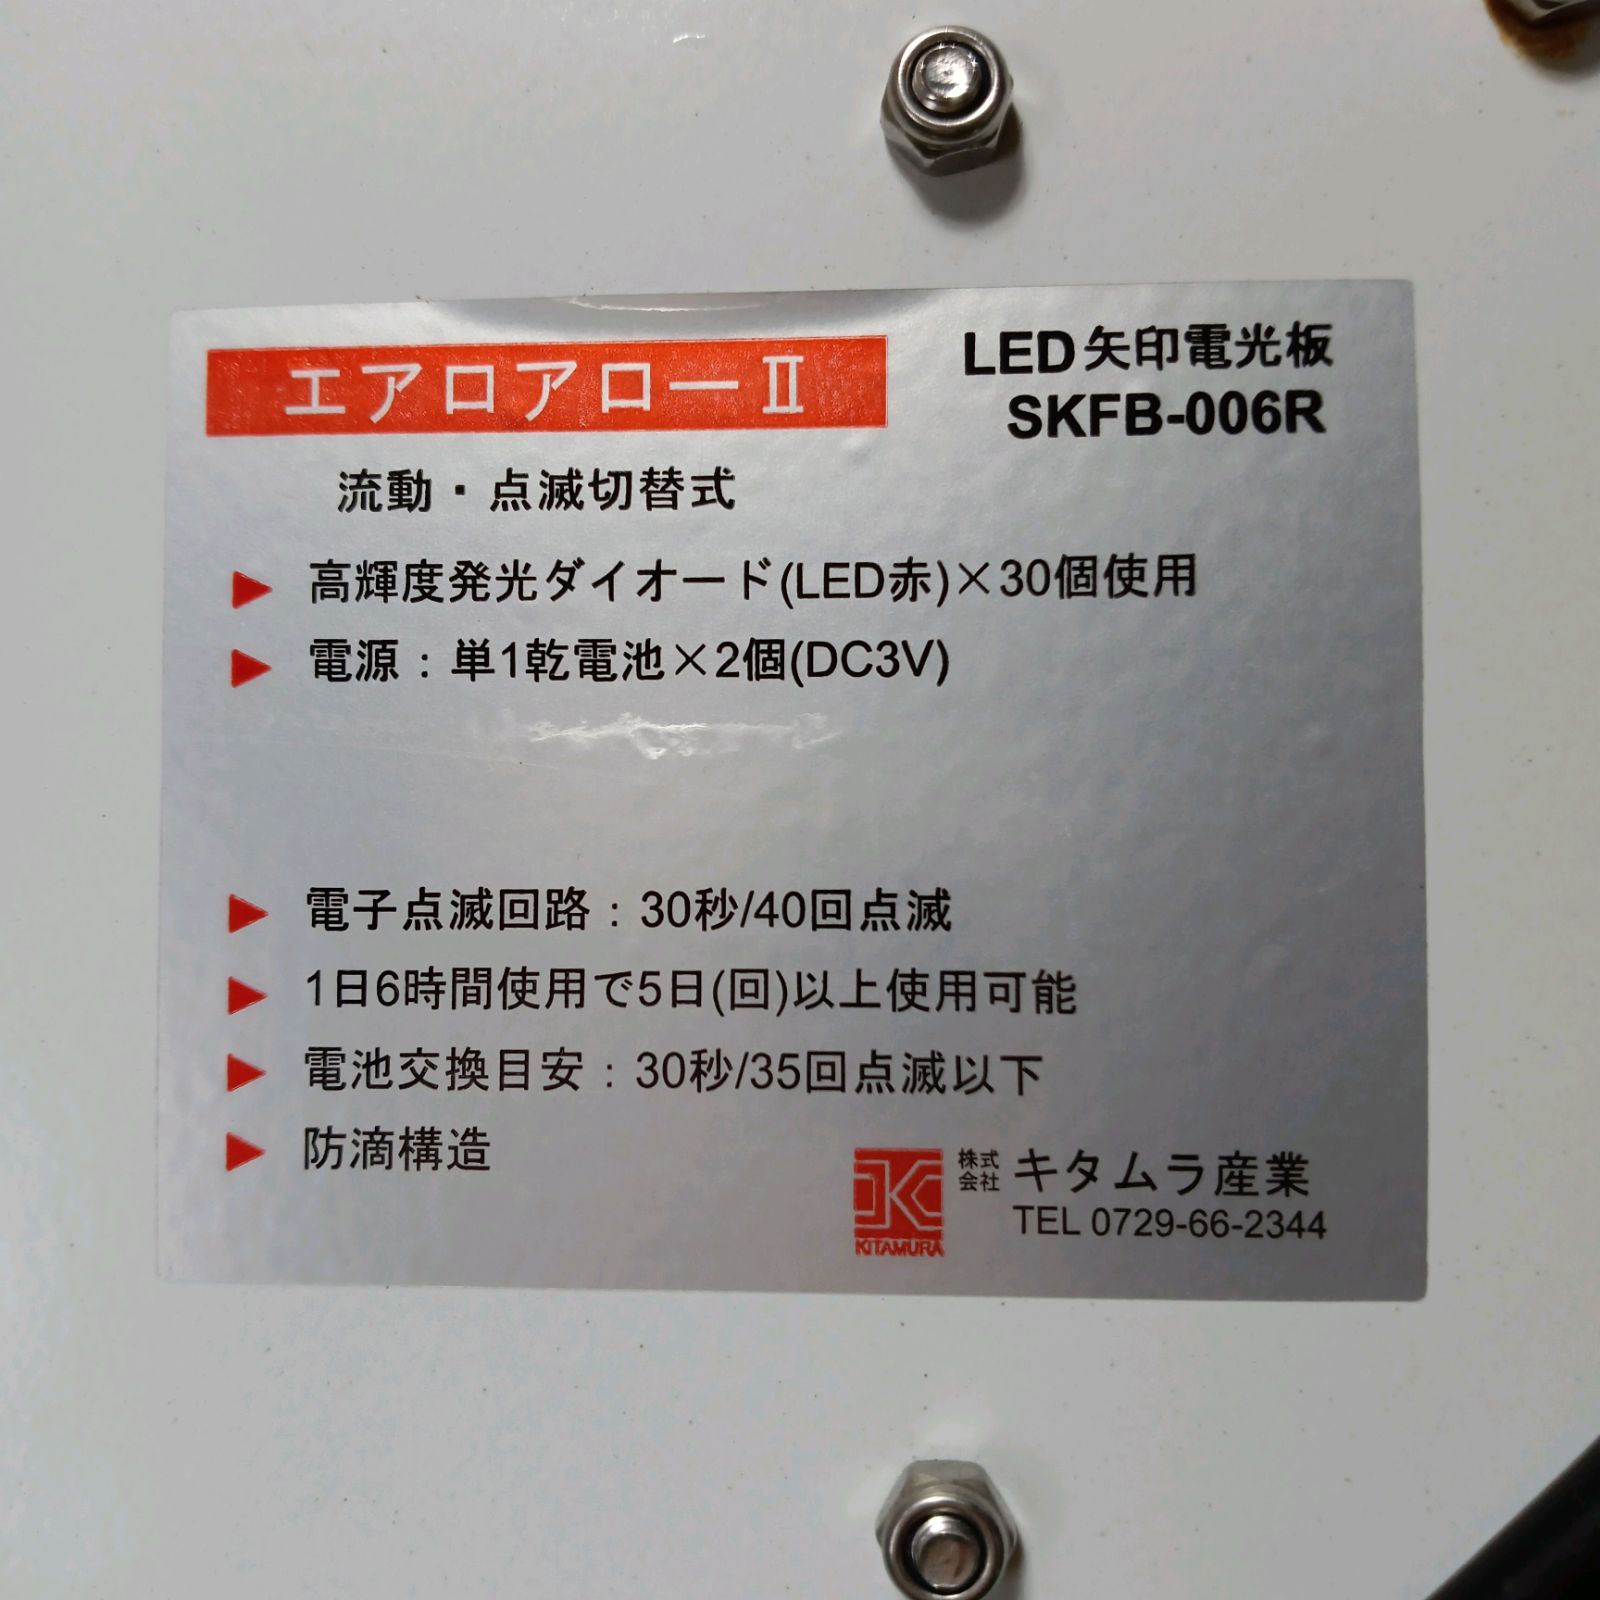 エアロアローⅡ
LED矢印電光板
SKFB-006R
流動・点滅切替式
高輝度発光ダイオード(LED赤)×30個使用
電源：単1乾電池×2個(DC3V)
電子点滅回路：30秒/40回点滅
1日6時間使用で5日(回)以上使用可能
電池交換目安：30秒/35回点滅以下
防滴構造
株式会社 キタムラ産業
TEL 0729-66-2344
KITAMURA